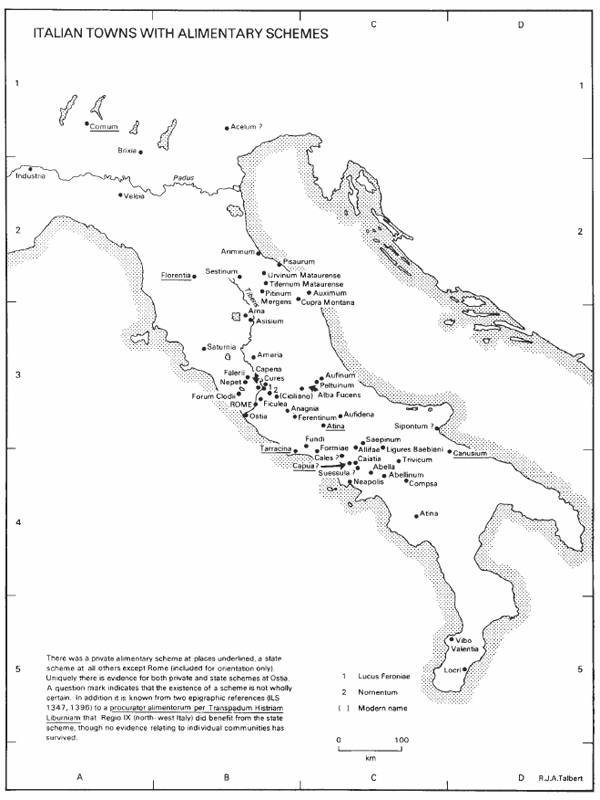 C
D
ITALIAN TOWNS WITH ALIMENTARY SCHEMES
1
1
Comum
Acelum ?
Brixia
Industria
Padus
Veleia
2
2
Ariminum
Pisaurum
Florentia
Sestinum
Urvinum Mataurense
Tifernum Mataurense
Tiberis
Pitinum
Mergens
Auximum
Cupra Montana
Arna
Asisium
Saturnia
Ameria
3
3
Falerii
Capena
Cures
Aufinum
Nepet
1
2
Peltuinum
Forum Clodii
(Ciciliano)
Alba Fucens
ROME
Ficulea
Anagnia
Ostia
Ferentinum
Aufidena
Atina
Sipontum ?
Fundi
Saepinum
Tarracina
Formiae
Allifae
Ligures Baebiani
Canusium
Cales ?
Caiatia
Trivicum
Capua ?
Abella
Suessula ?
Abellinum
Neapolis
Compsa
4
4
Atina
Vibo
Valentia
Locri
5
5
There was a private alimentary scheme at places underlined, a state
scheme at all others except Rome (included for orientation only).
Uniquely there is evidence for both private and state schemes at Ostia.
A question mark indicates that the existence of a scheme is not wholly
certain. In addition it is known from two epigraphic references (ILS
1347, 1396) to a procurator alimentorum per Transpadum Histriam
Liburniam that Regio IX (north-west Italy) did benefit from the state
scheme, though no evidence relating to individual communities has
survived.
1 Lucus Feroniae
2 Nomentum
( ) Modern name
0 100
km
A
B
C
D
R.J.A.Talbert